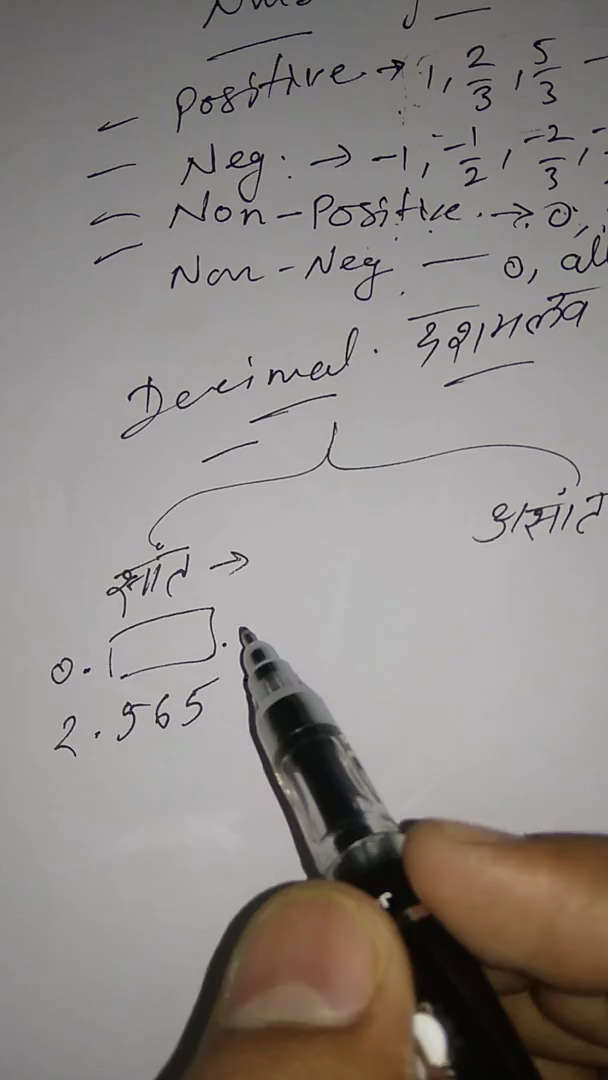 Positive → 1, 2/3, 5/3 -
Neg. → -1, -1/2, -2/3,
Non-Positive. → 0,
Non-Neg — 0, all
Decimal. दशमलव
सांत → असांत
0.
2.565